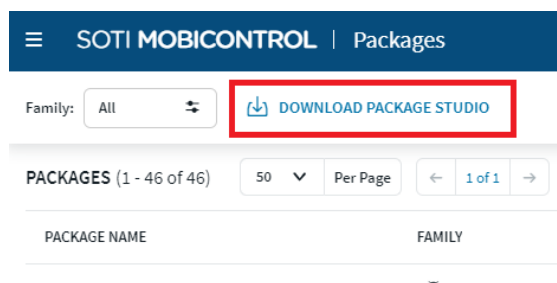 SOTI MOBICONTROL | Packages
Family: All DOWNLOAD PACKAGE STUDIO
PACKAGES (1 - 46 of 46) 50 Per Page 1 of 1
PACKAGE NAME FAMILY